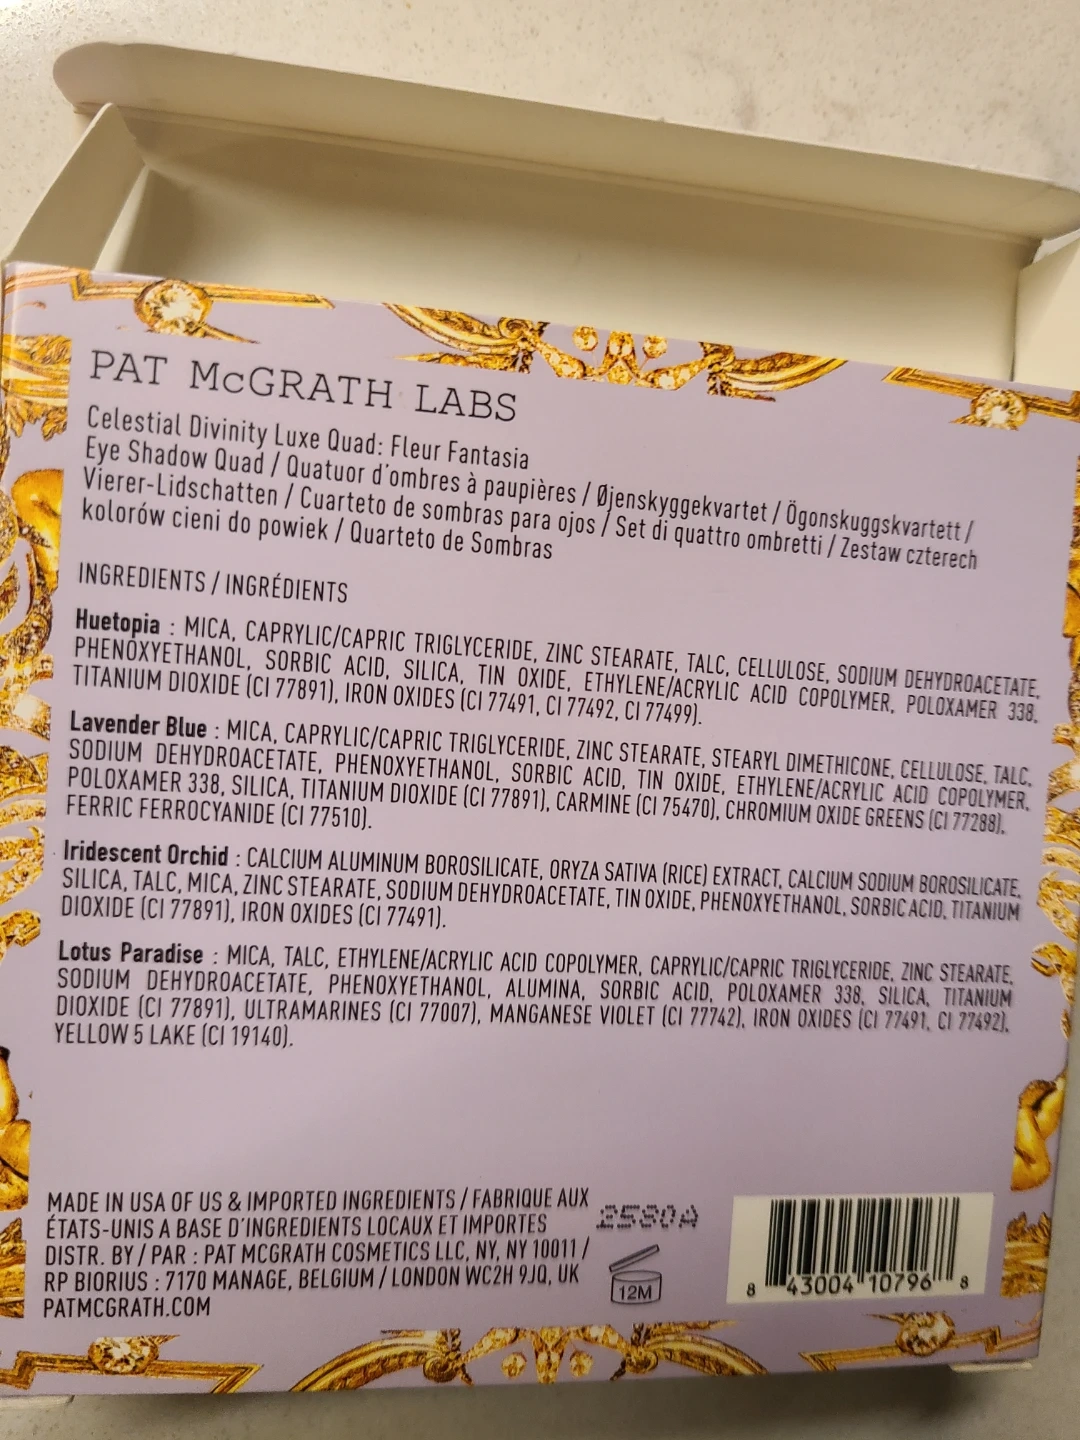 PAT McGRATH LABS
Celestial Divinity Luxe Quad: Fleur Fantasia
Eye Shadow Quad / Quatuor d'ombres à paupières / Øjenskyggekvartet / Ögonskuggskvartett /
Vierer-Lidschatten / Cuarteto de sombras para ojos / Set di quattro ombretti / Zestaw czterech
kolorów cieni do powiek / Quarteto de Sombras
INGREDIENTS / INGRÉDIENTS
Huetopia : MICA, CAPRYLIC/CAPRIC TRIGLYCERIDE, ZINC STEARATE, TALC, CELLULOSE, SODIUM DEHYDROACETATE,
PHENOXYETHANOL, SORBIC ACID, SILICA, TIN OXIDE, ETHYLENE/ACRYLIC ACID COPOLYMER, POLOXAMER 338,
TITANIUM DIOXIDE (CI 77891), IRON OXIDES (CI 77491, CI 77492, CI 77499).
Lavender Blue : MICA, CAPRYLIC/CAPRIC TRIGLYCERIDE, ZINC STEARATE, STEARYL DIMETHICONE, CELLULOSE, TALC,
SODIUM DEHYDROACETATE, PHENOXYETHANOL, SORBIC ACID, TIN OXIDE, ETHYLENE/ACRYLIC ACID COPOLYMER,
POLOXAMER 338, SILICA, TITANIUM DIOXIDE (CI 77891), CARMINE (CI 75470), CHROMIUM OXIDE GREENS (CI 77288),
FERRIC FERROCYANIDE (CI 77510).
Iridescent Orchid : CALCIUM ALUMINUM BOROSILICATE, ORYZA SATIVA (RICE) EXTRACT, CALCIUM SODIUM BOROSILICATE,
SILICA, TALC, MICA, ZINC STEARATE, SODIUM DEHYDROACETATE, TIN OXIDE, PHENOXYETHANOL, SORBIC ACID, TITANIUM
DIOXIDE (CI 77891), IRON OXIDES (CI 77491).
Lotus Paradise : MICA, TALC, ETHYLENE/ACRYLIC ACID COPOLYMER, CAPRYLIC/CAPRIC TRIGLYCERIDE, ZINC STEARATE,
SODIUM DEHYDROACETATE, PHENOXYETHANOL, ALUMINA, SORBIC ACID, POLOXAMER 338, SILICA, TITANIUM
DIOXIDE (CI 77891), ULTRAMARINES (CI 77007), MANGANESE VIOLET (CI 77742), IRON OXIDES (CI 77491, CI 77492),
YELLOW 5 LAKE (CI 19140).
MADE IN USA OF US & IMPORTED INGREDIENTS / FABRIQUE AUX
ÉTATS-UNIS A BASE D'INGREDIENTS LOCAUX ET IMPORTES
DISTR. BY / PAR : PAT MCGRATH COSMETICS LLC, NY, NY 10011 /
RP BIORIUS : 7170 MANAGE, BELGIUM / LONDON WC2H 9JQ, UK
PATMCGRATH.COM
2580A
12M
8 43004 10796 8